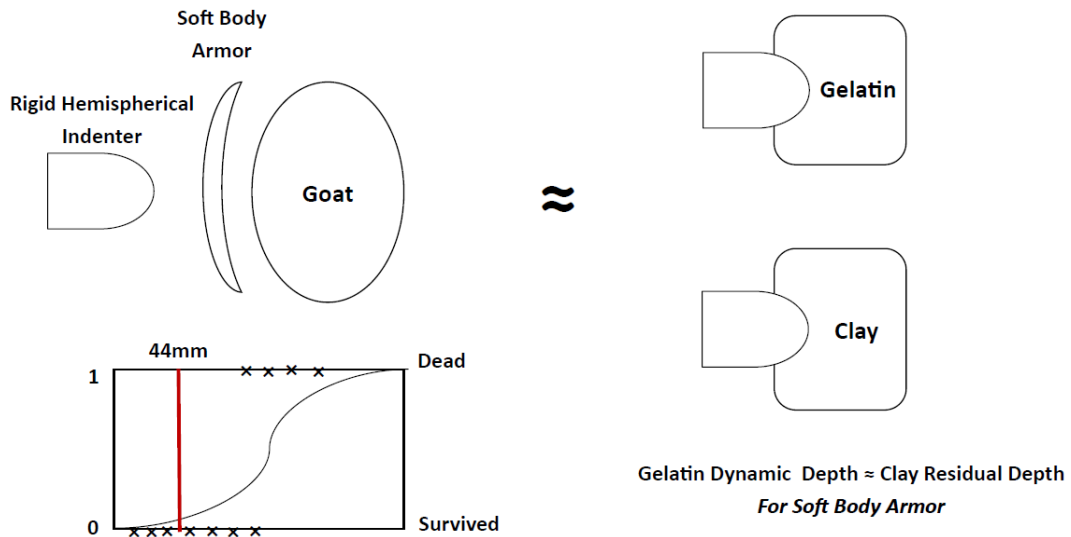 Soft Body
Armor
Rigid Hemispherical
Indenter
Goat
≈
Gelatin
Clay
44mm
1
Dead
0
Survived
Gelatin Dynamic Depth ≈ Clay Residual Depth
For Soft Body Armor